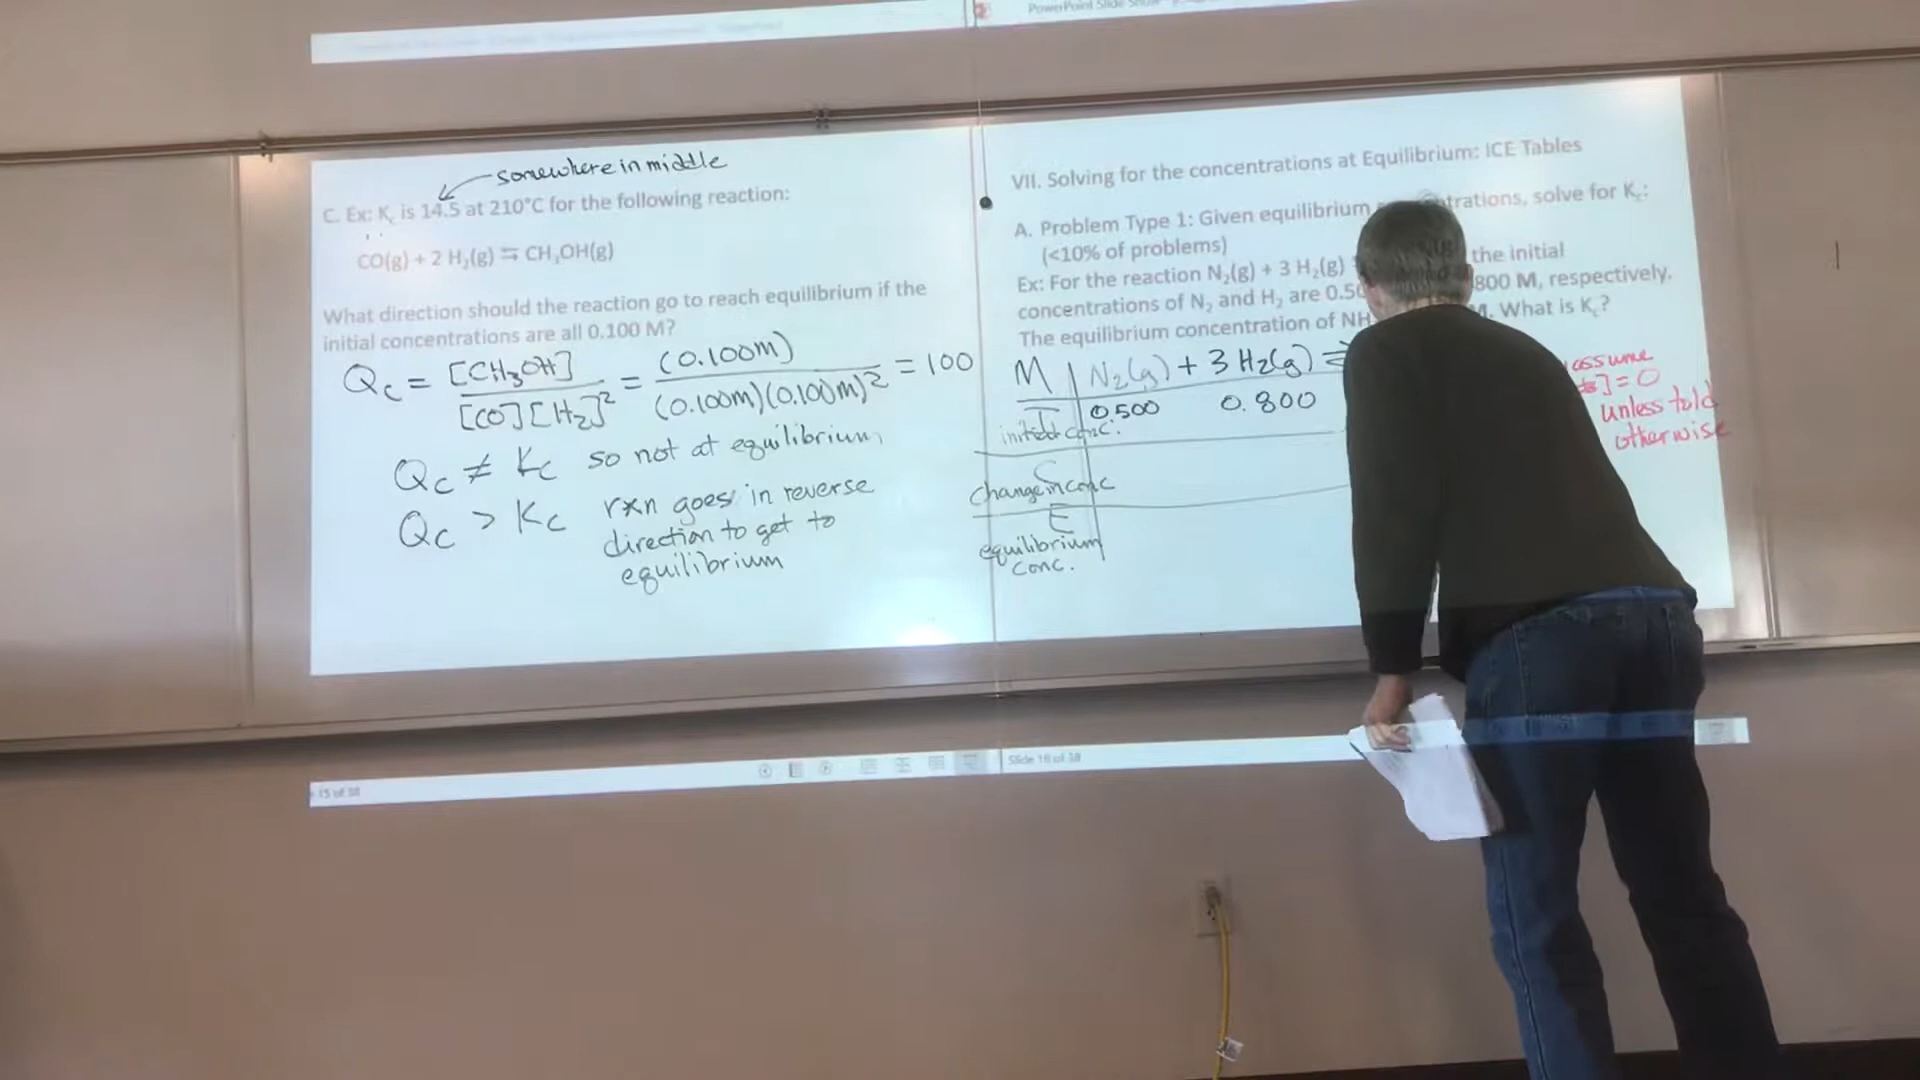 PowerPoint Slide Show
somewhere in middle
C. Ex: Kc is 14.5 at 210°C for the following reaction:
CO(g) + 2 H₂(g) ⇆ CH₃OH(g)
What direction should the reaction go to reach equilibrium if the
initial concentrations are all 0.100 M?
Qc = [CH₃OH] / [CO][H₂]² = (0.100M) / (0.100M)(0.100M)² = 100
Qc ≠ Kc so not at equilibrium,
Qc > Kc rxn goes in reverse
direction to get to
equilibrium
15 of 38
VII. Solving for the concentrations at Equilibrium: ICE Tables
A. Problem Type 1: Given equilibrium trations, solve for Kc:
(<10% of problems)
Ex: For the reaction N₂(g) + 3 H₂(g) the initial
concentrations of N₂ and H₂ are 0.50 800 M, respectively.
The equilibrium concentration of NH M. What is Kc?
M N₂(g) + 3 H₂(g) ⇌
I 0.500 0.800
initial conc.
C
change in conc
E
equilibrium
conc.
assume
] = 0
unless told
otherwise
Slide 16 of 38